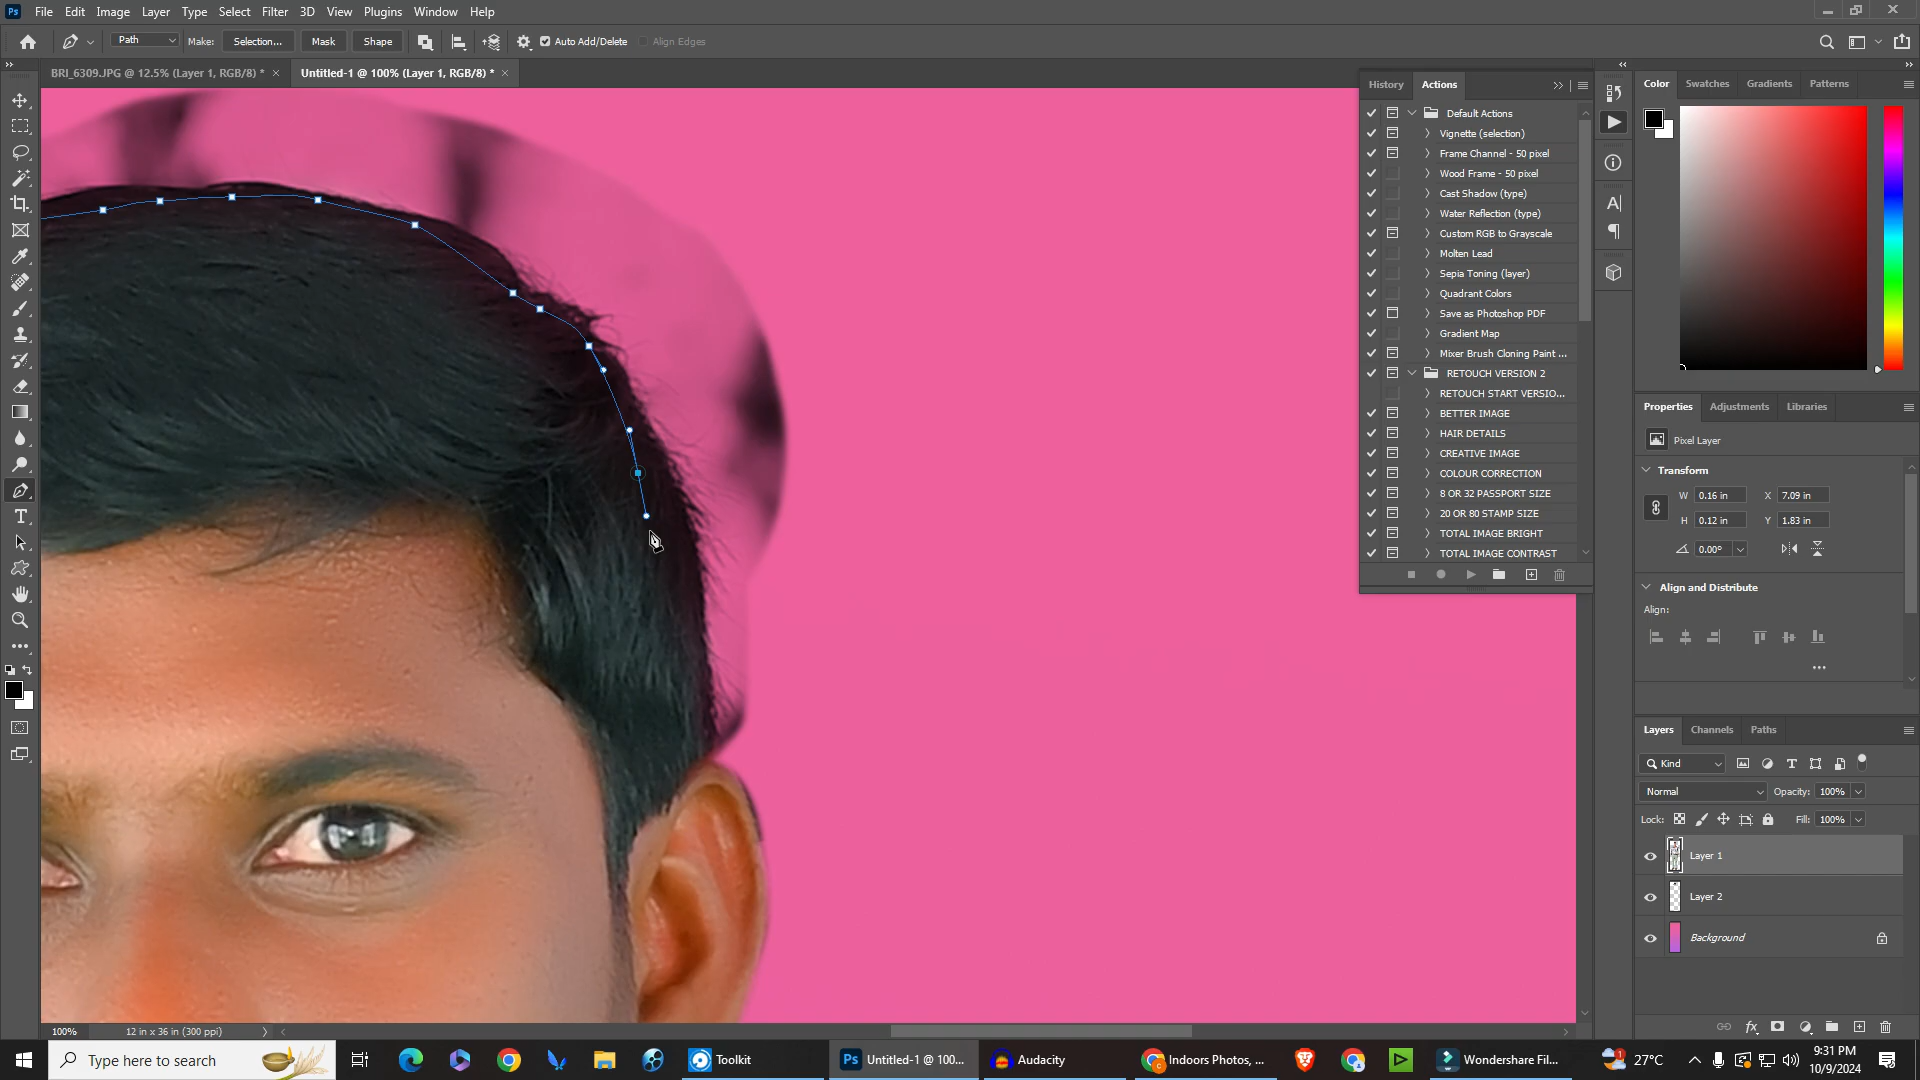 Ps File Edit Image Layer Type Select Filter 3D View Plugins Window Help
Path Make: Selection... Mask Shape Auto Add/Delete Align Edges
BRI_6309.JPG @ 12.5% (Layer 1, RGB/8) * × Untitled-1 @ 100% (Layer 1, RGB/8) * ×
History Actions
Default Actions
Vignette (selection)
Frame Channel - 50 pixel
Wood Frame - 50 pixel
Cast Shadow (type)
Water Reflection (type)
Custom RGB to Grayscale
Molten Lead
Sepia Toning (layer)
Quadrant Colors
Save as Photoshop PDF
Gradient Map
Mixer Brush Cloning Paint ...
RETOUCH VERSION 2
RETOUCH START VERSIO...
BETTER IMAGE
HAIR DETAILS
CREATIVE IMAGE
COLOUR CORRECTION
8 OR 32 PASSPORT SIZE
20 OR 80 STAMP SIZE
TOTAL IMAGE BRIGHT
TOTAL IMAGE CONTRAST
Color Swatches Gradients Patterns
Properties Adjustments Libraries
Pixel Layer
Transform
W 0.16 in X 7.09 in
H 0.12 in Y 1.83 in
0.00°
Align and Distribute
Align:
Layers Channels Paths
Kind
Normal Opacity: 100%
Lock: Fill: 100%
Layer 1
Layer 2
Background
100% 12 in x 36 in (300 ppi)
Type here to search
Toolkit
Ps Untitled-1 @ 100...
Audacity
Indoors Photos, ...
Wondershare Fil...
27°C
9:31 PM
10/9/2024